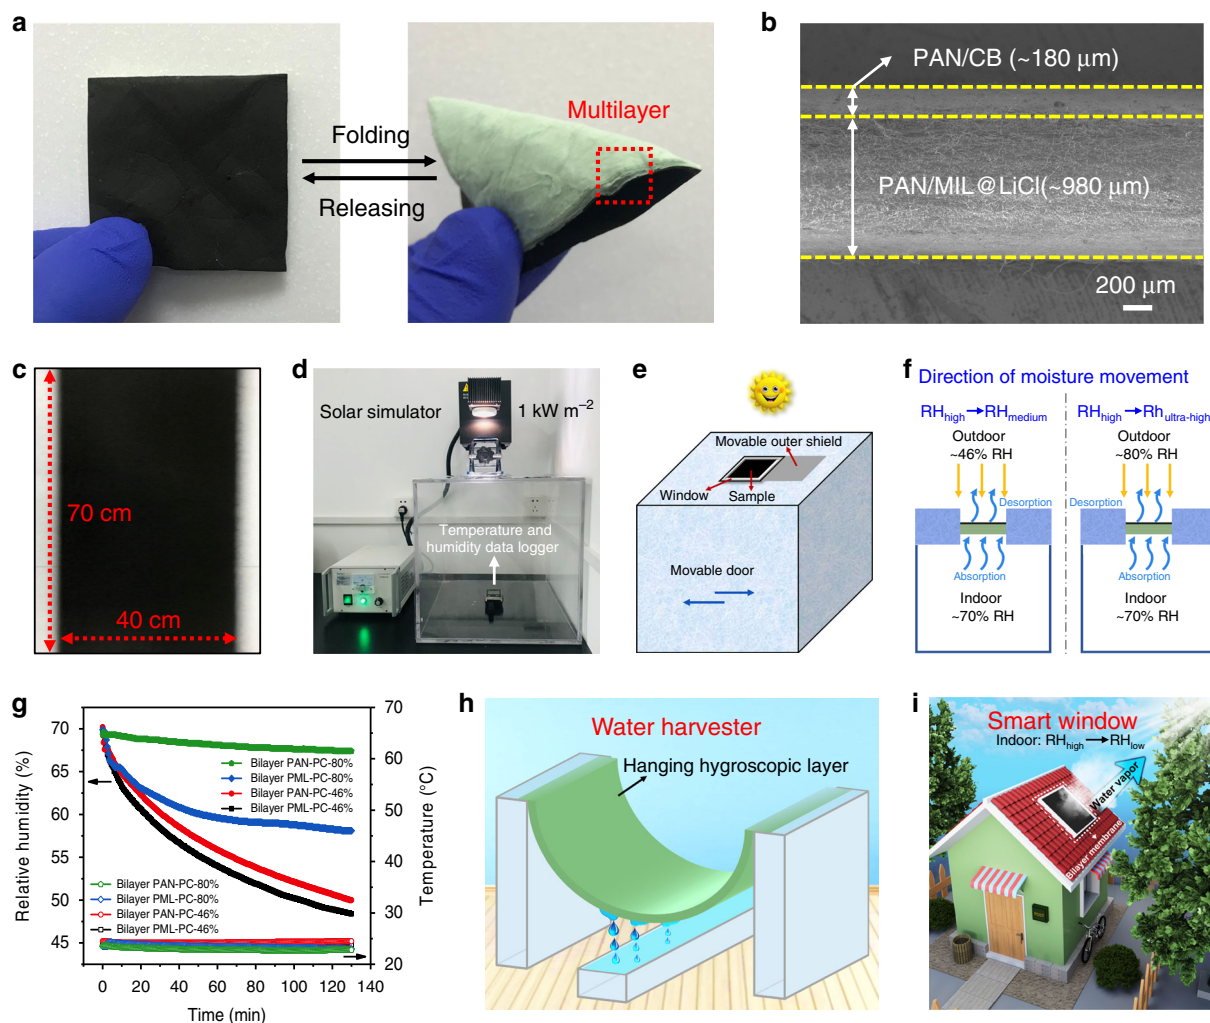 a
Folding
Releasing
Multilayer
b
PAN/CB (~180 μm)
PAN/MIL@LiCl(~980 μm)
200 μm
c
70 cm
40 cm
d
Solar simulator
1 kW m⁻²
Temperature and
humidity data logger
e
Movable outer shield
Window
Sample
Movable door
f
Direction of moisture movement
RH_high→RH_medium
Outdoor
~46% RH
Desorption
Absorption
Indoor
~70% RH
RH_high→Rh_ultra-high
Outdoor
~80% RH
Desorption
Absorption
Indoor
~70% RH
g
Relative humidity (%)
70
65
60
55
50
45
Bilayer PAN-PC-80%
Bilayer PML-PC-80%
Bilayer PAN-PC-46%
Bilayer PML-PC-46%
Bilayer PAN-PC-80%
Bilayer PML-PC-80%
Bilayer PAN-PC-46%
Bilayer PML-PC-46%
70
60
50
40
30
20
Temperature (°C)
0 20 40 60 80 100 120 140
Time (min)
h
Water harvester
Hanging hygroscopic layer
i
Smart window
Indoor: RH_high→RH_low
Water vapor
Bilayer membrane